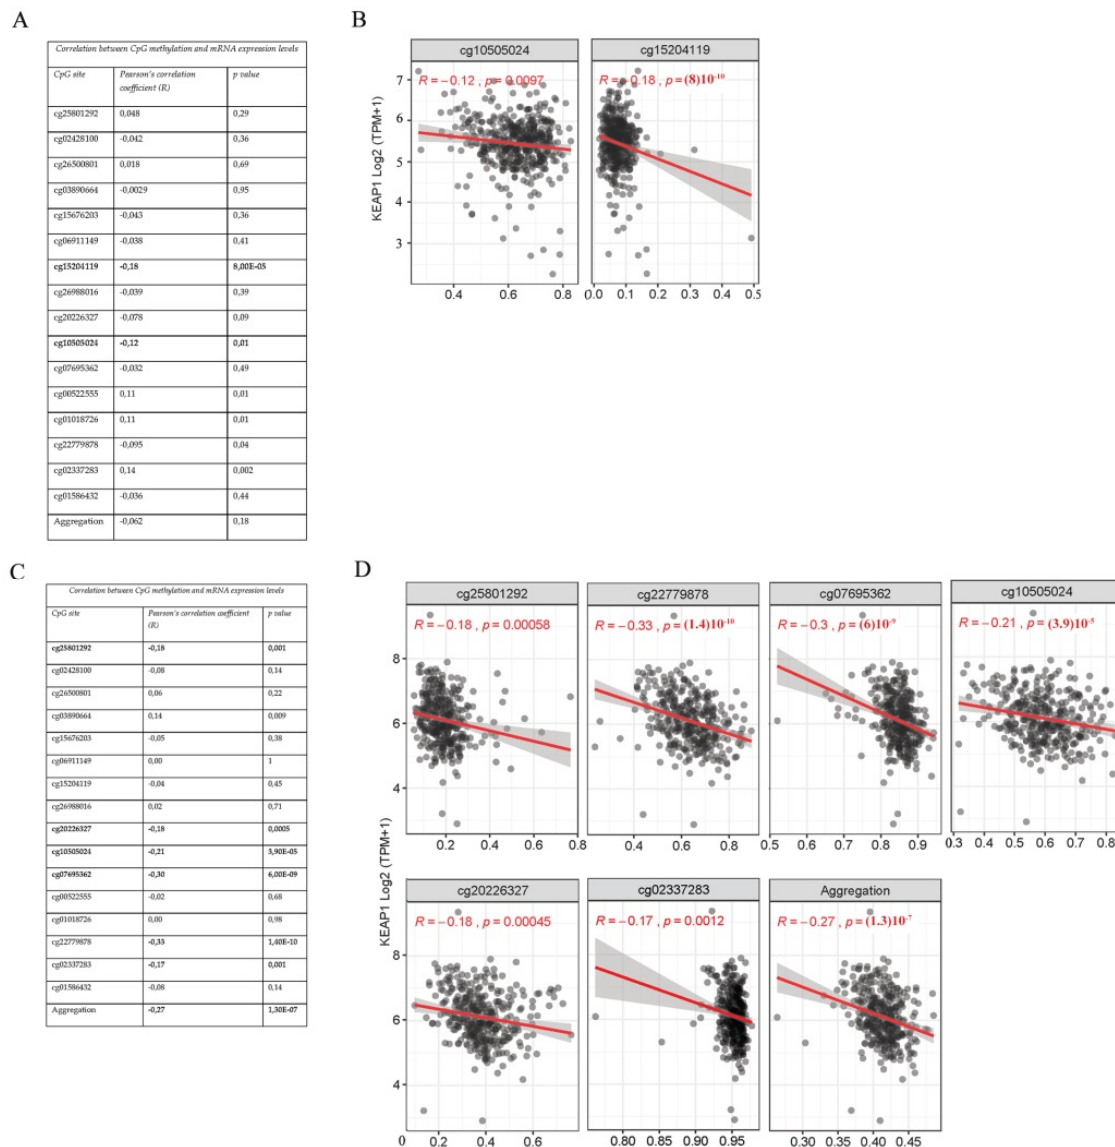 A
Correlation between CpG methylation and mRNA expression levels
CpG site Pearson's correlation coefficient (R) p value
cg25801292 0,048 0,29
cg02428100 -0,042 0,36
cg26500801 0,018 0,69
cg03890664 -0,0029 0,95
cg15676203 -0,043 0,36
cg06911149 -0,038 0,41
cg15204119 -0,18 8,00E-05
cg26988016 -0,039 0,39
cg20226327 -0,078 0,09
cg10505024 -0,12 0,01
cg07695362 -0,032 0,49
cg00522555 0,11 0,01
cg01018726 0,11 0,01
cg22779878 -0,095 0,04
cg02337283 0,14 0,002
cg01586432 -0,036 0,44
Aggregation -0,062 0,18
B
cg10505024 cg15204119
R = −0.12 , p = 0.0097 R = −0.18 , p = (8)10⁻¹⁰
KEAP1 Log2 (TPM+1)
7
6
5
4
3
0.4 0.6 0.8 0.0 0.1 0.2 0.3 0.4 0.5
C
Correlation between CpG methylation and mRNA expression levels
CpG site Pearson's correlation coefficient (R) p value
cg25801292 -0,18 0,001
cg02428100 -0,08 0,14
cg26500801 0,06 0,22
cg03890664 0,14 0,009
cg15676203 -0,05 0,38
cg06911149 0,00 1
cg15204119 -0,04 0,45
cg26988016 0,02 0,71
cg20226327 -0,18 0,0005
cg10505024 -0,21 3,90E-05
cg07695362 -0,30 6,00E-09
cg00522555 -0,02 0,68
cg01018726 0,00 0,98
cg22779878 -0,33 1,40E-10
cg02337283 -0,17 0,001
cg01586432 -0,08 0,14
Aggregation -0,27 1,30E-07
D
cg25801292 cg22779878 cg07695362 cg10505024
R = −0.18 , p = 0.00058 R = −0.33 , p = (1.4)10⁻¹⁰ R = −0.3 , p = (6)10⁻⁹ R = −0.21 , p = (3.9)10⁻⁵
8
6
4
0.2 0.4 0.6 0.8 0.4 0.6 0.8 0.5 0.6 0.7 0.8 0.9 0.3 0.4 0.5 0.6 0.7 0.8
KEAP1 Log2 (TPM+1)
cg20226327 cg02337283 Aggregation
R = −0.18 , p = 0.00045 R = −0.17 , p = 0.0012 R = −0.27 , p = (1.3)10⁻⁷
8
6
4
0 0.2 0.4 0.6 0.80 0.85 0.90 0.95 0.30 0.35 0.40 0.45